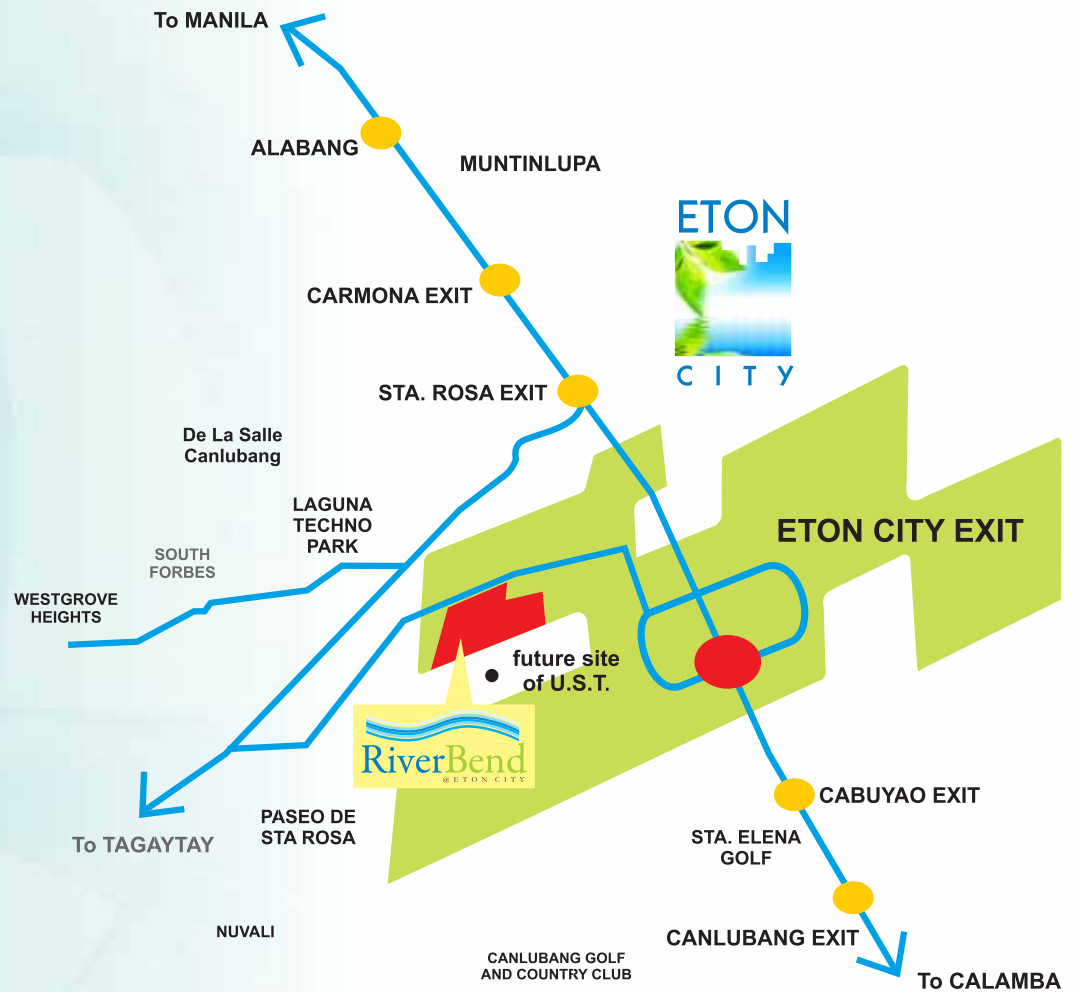 To MANILA
ALABANG
MUNTINLUPA
ETON
CITY
CARMONA EXIT
STA. ROSA EXIT
De La Salle
Canlubang
LAGUNA
TECHNO
PARK
SOUTH
FORBES
WESTGROVE
HEIGHTS
ETON CITY EXIT
future site
of U.S.T.
RiverBend
@ETON CITY
PASEO DE
STA ROSA
To TAGAYTAY
CABUYAO EXIT
STA. ELENA
GOLF
NUVALI
CANLUBANG EXIT
CANLUBANG GOLF
AND COUNTRY CLUB
To CALAMBA